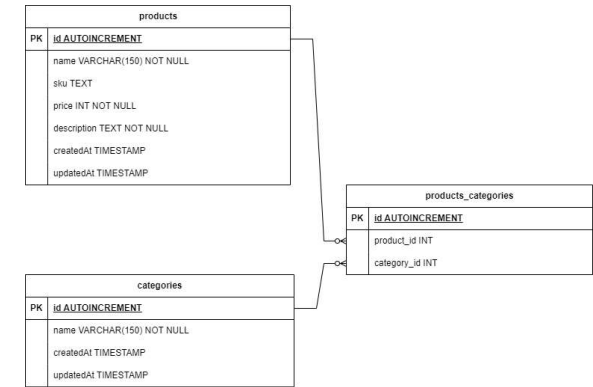 products
PK id AUTOINCREMENT
name VARCHAR(150) NOT NULL
sku TEXT
price INT NOT NULL
description TEXT NOT NULL
createdAt TIMESTAMP
updatedAt TIMESTAMP
products_categories
PK id AUTOINCREMENT
product_id INT
category_id INT
categories
PK id AUTOINCREMENT
name VARCHAR(150) NOT NULL
createdAt TIMESTAMP
updatedAt TIMESTAMP